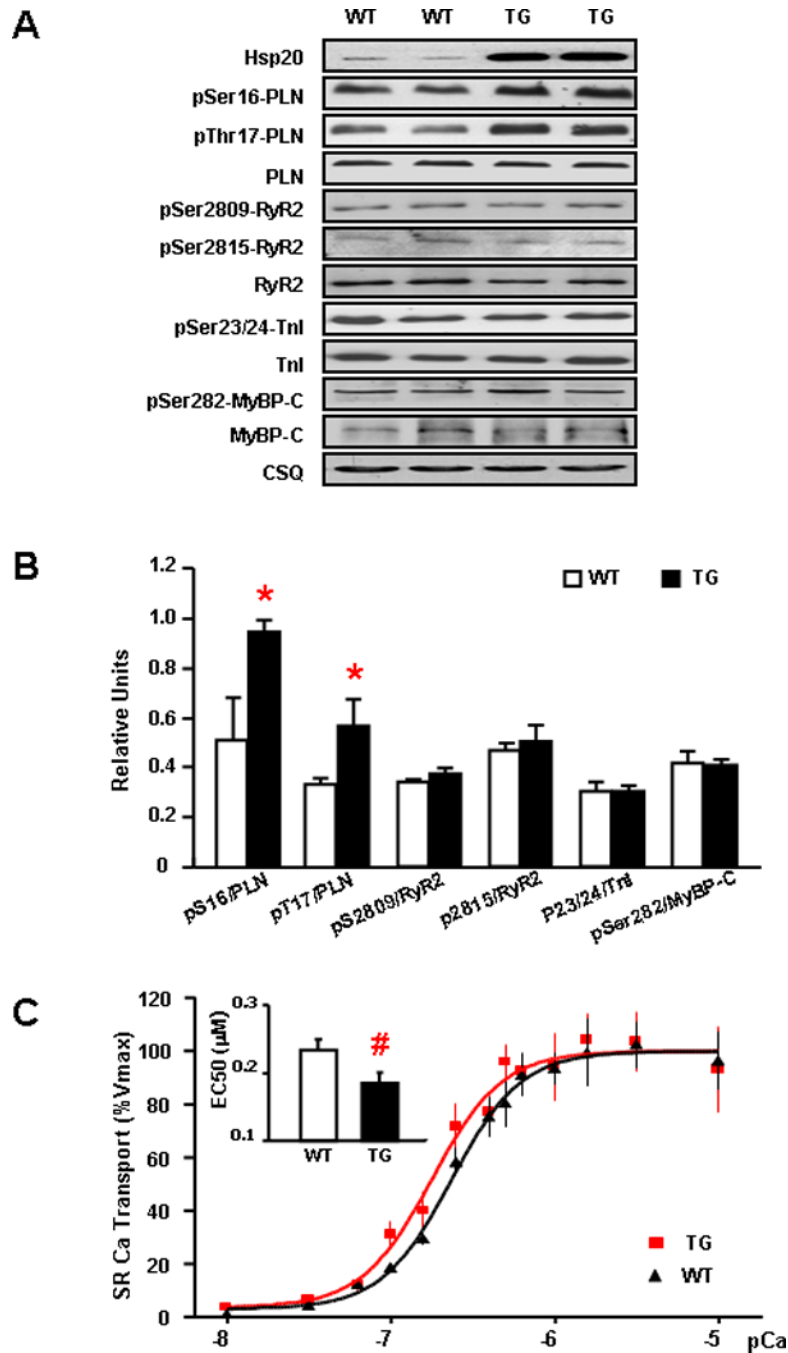 A
WT WT TG TG
Hsp20
pSer16-PLN
pThr17-PLN
PLN
pSer2809-RyR2
pSer2815-RyR2
RyR2
pSer23/24-TnI
TnI
pSer282-MyBP-C
MyBP-C
CSQ
B
Relative Units
1.2
1.0
0.8
0.6
0.4
0.2
0
WT TG
*
*
pS16/PLN
pT17/PLN
pS2809/RyR2
p2815/RyR2
P23/24/TnI
pSer282/MyBP-C
C
SR Ca Transport (%Vmax)
120
100
80
60
40
20
0
EC50 (µM)
0.3
0.2
0.1
#
WT TG
TG
WT
-8 -7 -6 -5 pCa